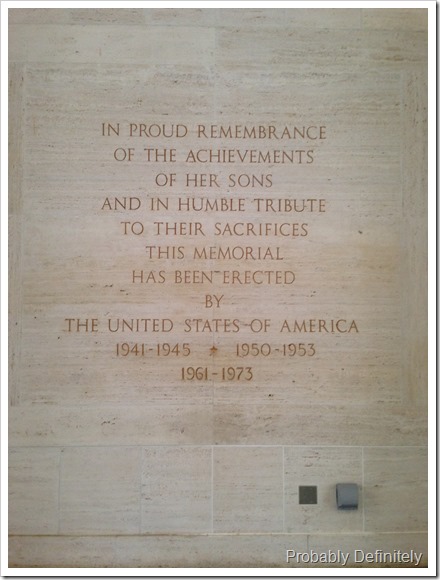 IN PROUD REMEMBRANCE
OF THE ACHIEVEMENTS
OF HER SONS
AND IN HUMBLE TRIBUTE
TO THEIR SACRIFICES
THIS MEMORIAL
HAS BEEN ERECTED
BY
THE UNITED STATES OF AMERICA
1941-1945 ★ 1950-1953
1961-1973
Probably Definitely